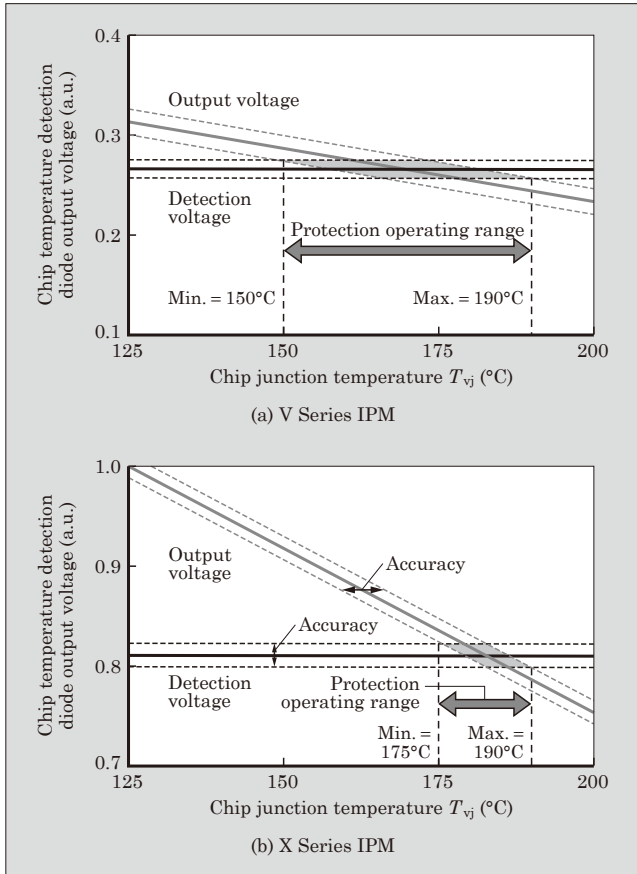 Chip temperature detection
diode output voltage (a.u.)
0.4
0.3
0.2
0.1
Output voltage
Detection
voltage
Protection operating range
Min. = 150°C
Max. = 190°C
125
150
175
200
Chip junction temperature Tvj (°C)
(a) V Series IPM
Chip temperature detection
diode output voltage (a.u.)
1.0
0.9
0.8
0.7
Output
voltage
Accuracy
Accuracy
Detection
voltage
Protection
operating range
Min. =
175°C
Max. =
190°C
125
150
175
200
Chip junction temperature Tvj (°C)
(b) X Series IPM